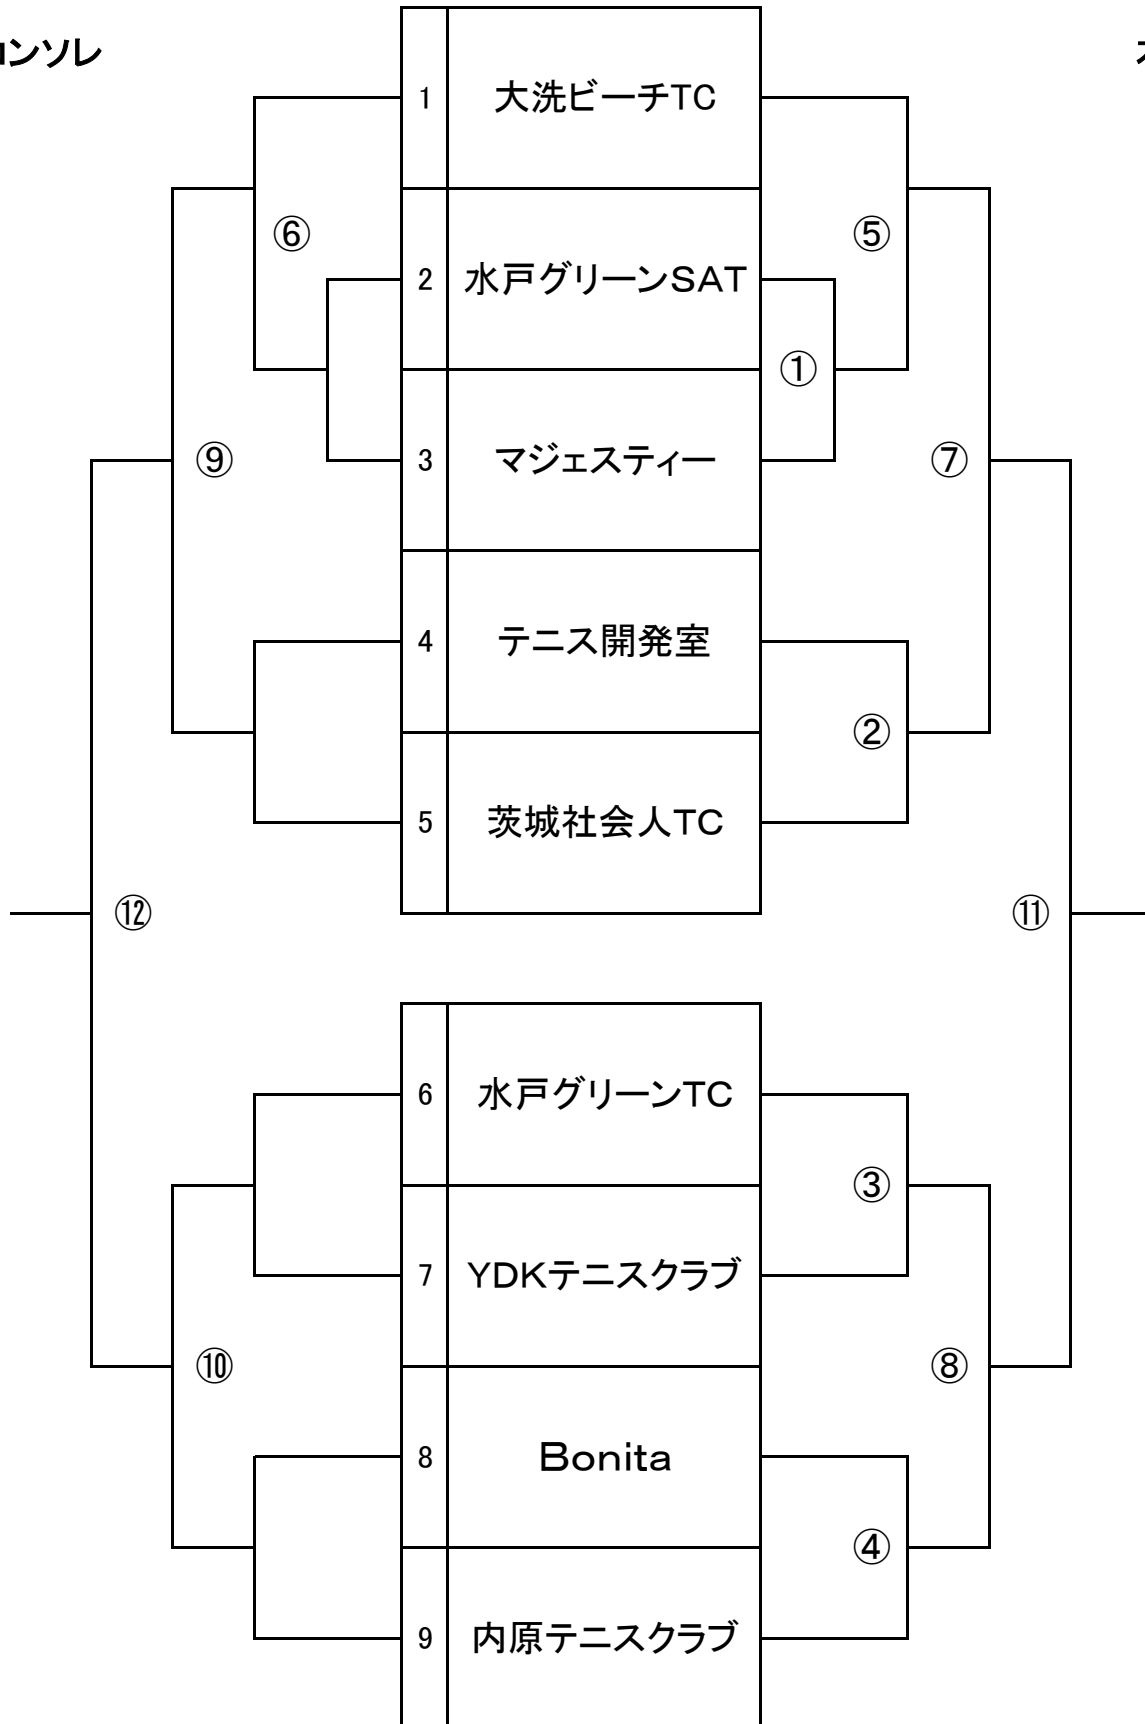 コンソレ
1 大洗ビーチTC
⑥ ⑤
2 水戸グリーンSAT
①
⑨ 3 マジェスティー ⑦
4 テニス開発室
②
5 茨城社会人TC
⑫ ⑪
6 水戸グリーンTC
③
7 YDKテニスクラブ
⑩ ⑧
8 Bonita
④
9 内原テニスクラブ